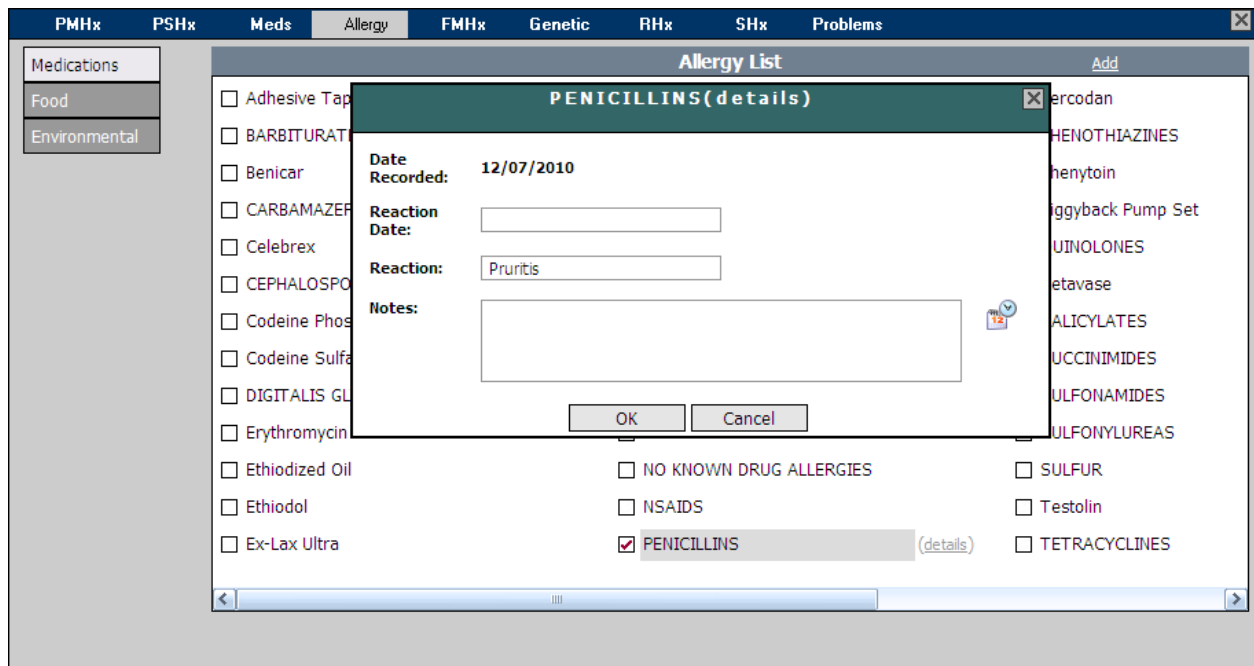 PMHx PSHx Meds Allergy FMHx Genetic RHx SHx Problems
Medications
Food
Environmental
Allergy List Add
Adhesive Tap
BARBITURAT
Benicar
CARBAMAZEP
Celebrex
CEPHALOSPO
Codeine Phos
Codeine Sulfa
DIGITALIS GL
Erythromycin
Ethiodized Oil
Ethiodol
Ex-Lax Ultra
PENICILLINS(details)
Date
Recorded: 12/07/2010
Reaction
Date:
Reaction: Pruritis
Notes:
12
OK Cancel
NO KNOWN DRUG ALLERGIES
NSAIDS
PENICILLINS (details)
ercodan
HENOTHIAZINES
henytoin
iggyback Pump Set
UINOLONES
etavase
ALICYLATES
UCCINIMIDES
ULFONAMIDES
ULFONYLUREAS
SULFUR
Testolin
TETRACYCLINES